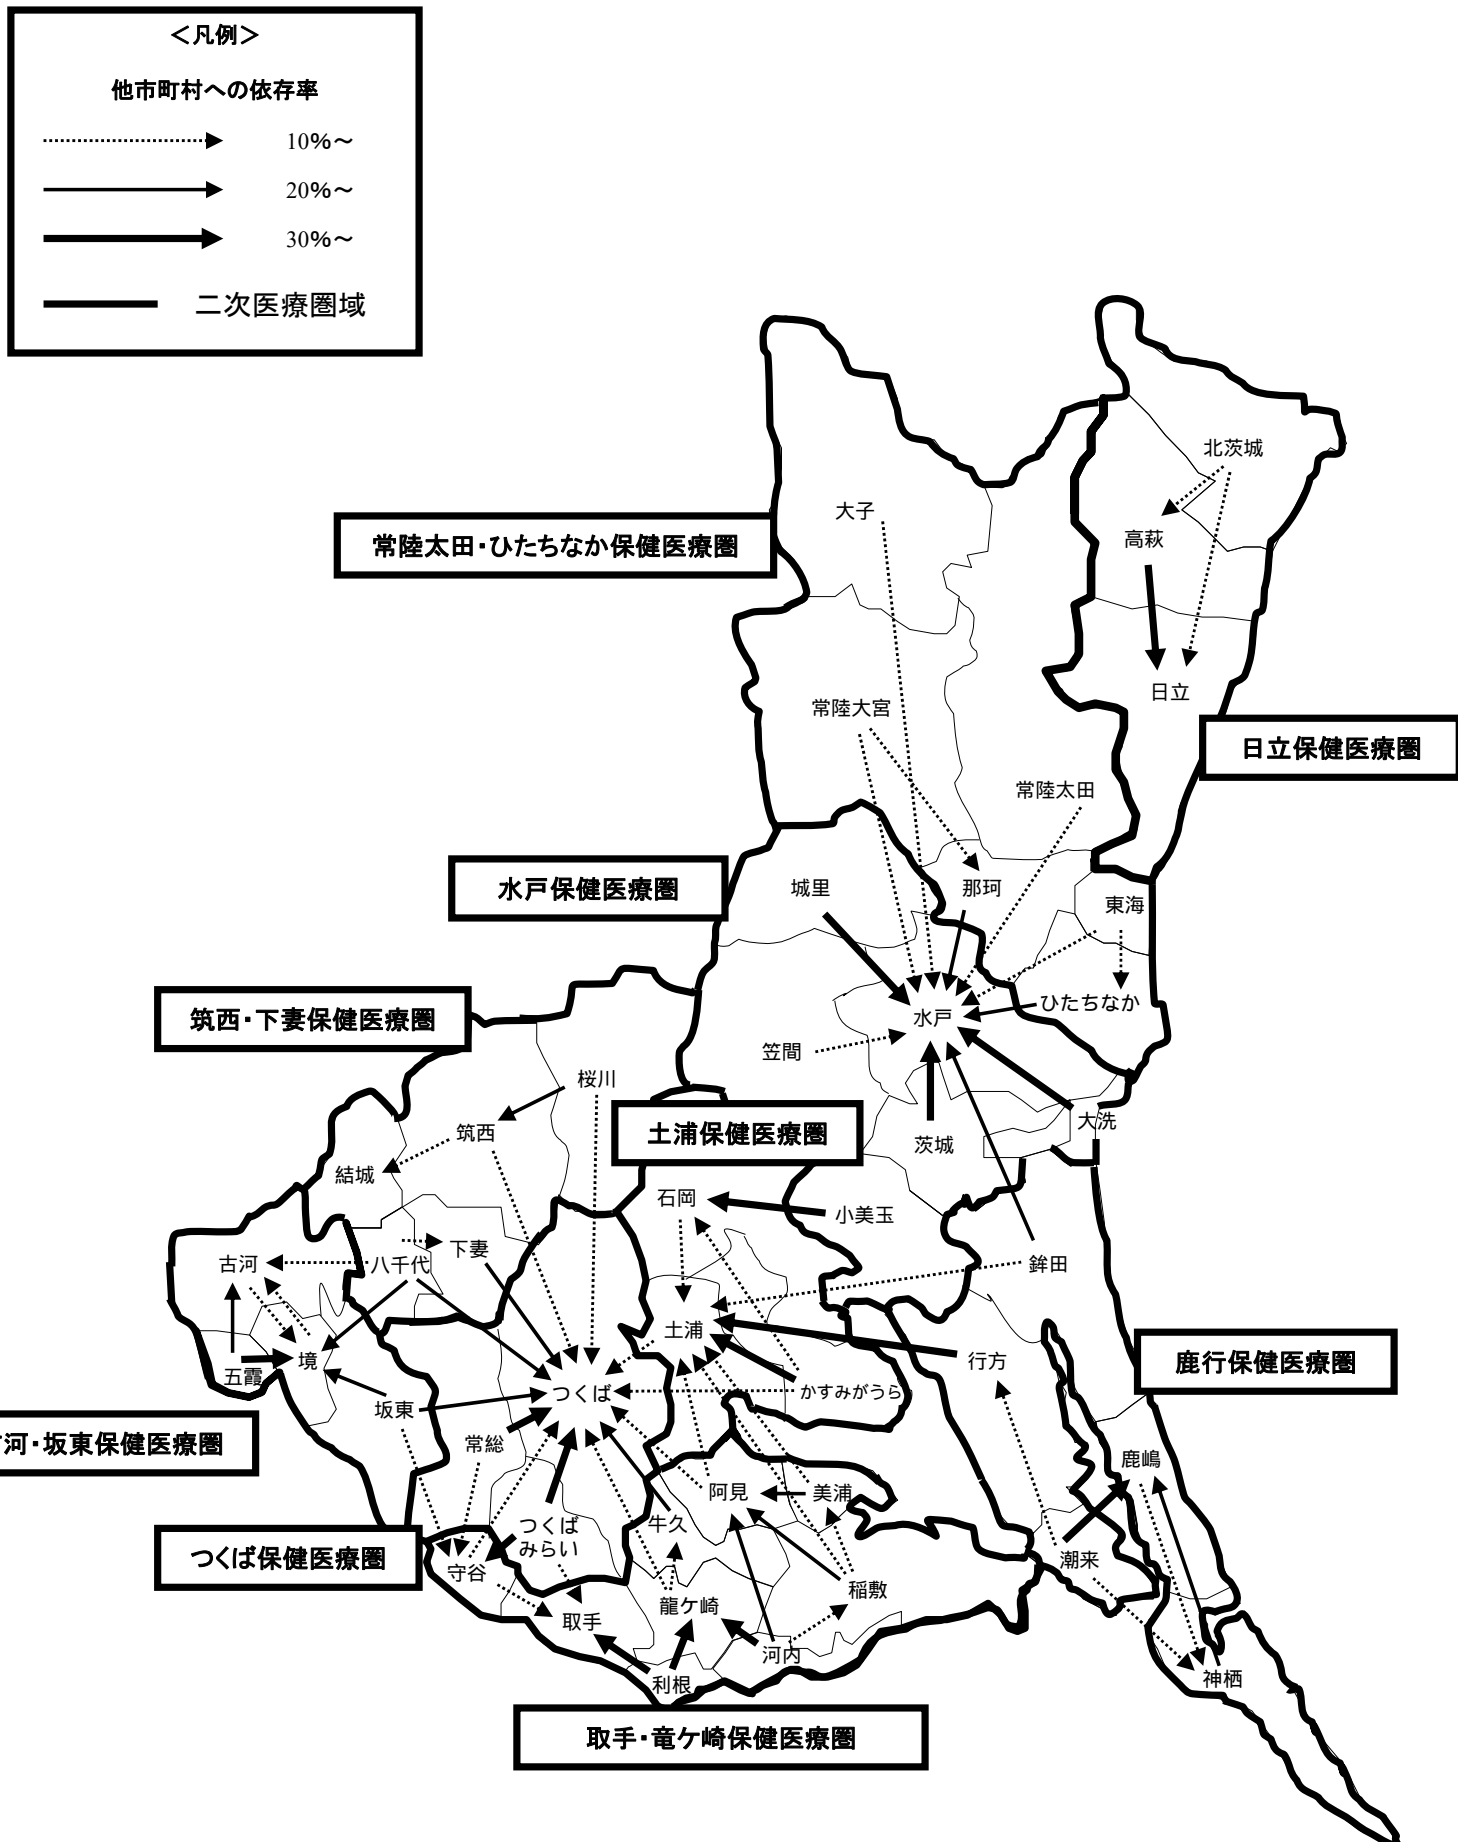 ＜凡例＞
他市町村への依存率
10％～
20％～
30％～
二次医療圏域
北茨城
大子
常陸太田・ひたちなか保健医療圏
高萩
日立
常陸大宮
日立保健医療圏
常陸太田
水戸保健医療圏
城里
那珂
東海
筑西・下妻保健医療圏
水戸
ひたちなか
笠間
桜川
土浦保健医療圏
大洗
筑西
茨城
結城
石岡
小美玉
下妻
古河
八千代
鉾田
土浦
境
行方
鹿行保健医療圏
五霞
つくば
かすみがうら
坂東
河・坂東保健医療圏
常総
鹿嶋
阿見
美浦
つくば
みらい
牛久
つくば保健医療圏
守谷
潮来
稲敷
龍ケ崎
取手
河内
利根
神栖
取手・竜ケ崎保健医療圏